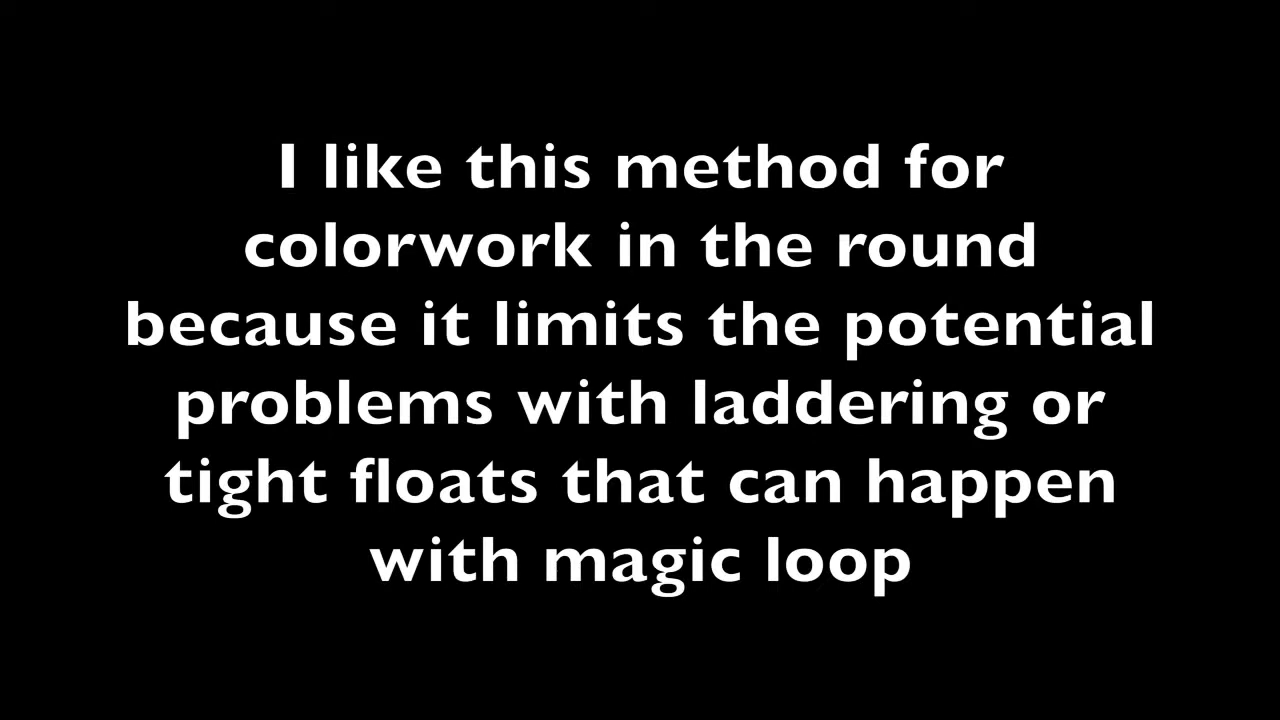 I like this method for
colorwork in the round
because it limits the potential
problems with laddering or
tight floats that can happen
with magic loop